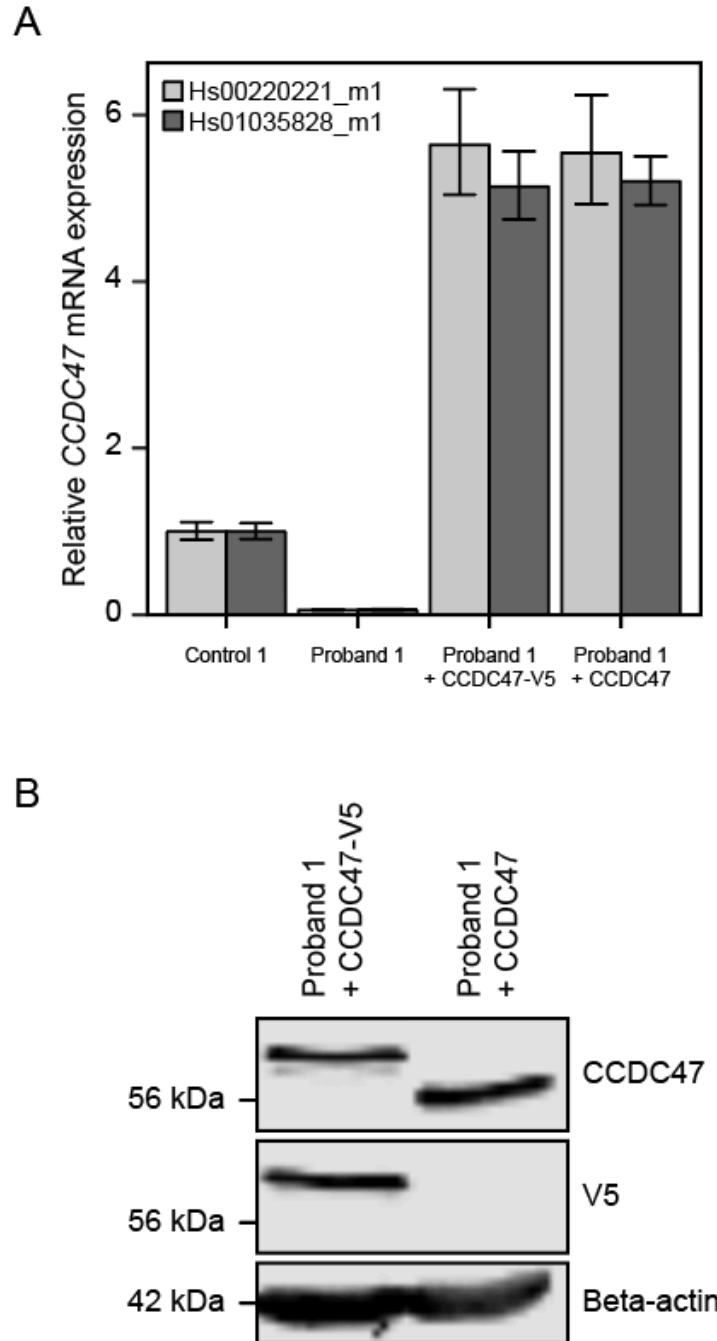 A
Relative CCDC47 mRNA expression
6
4
2
0
Hs00220221_m1
Hs01035828_m1
Control 1
Proband 1
Proband 1
+ CCDC47-V5
Proband 1
+ CCDC47
B
Proband 1
+ CCDC47-V5
Proband 1
+ CCDC47
56 kDa
CCDC47
56 kDa
V5
42 kDa
Beta-actin